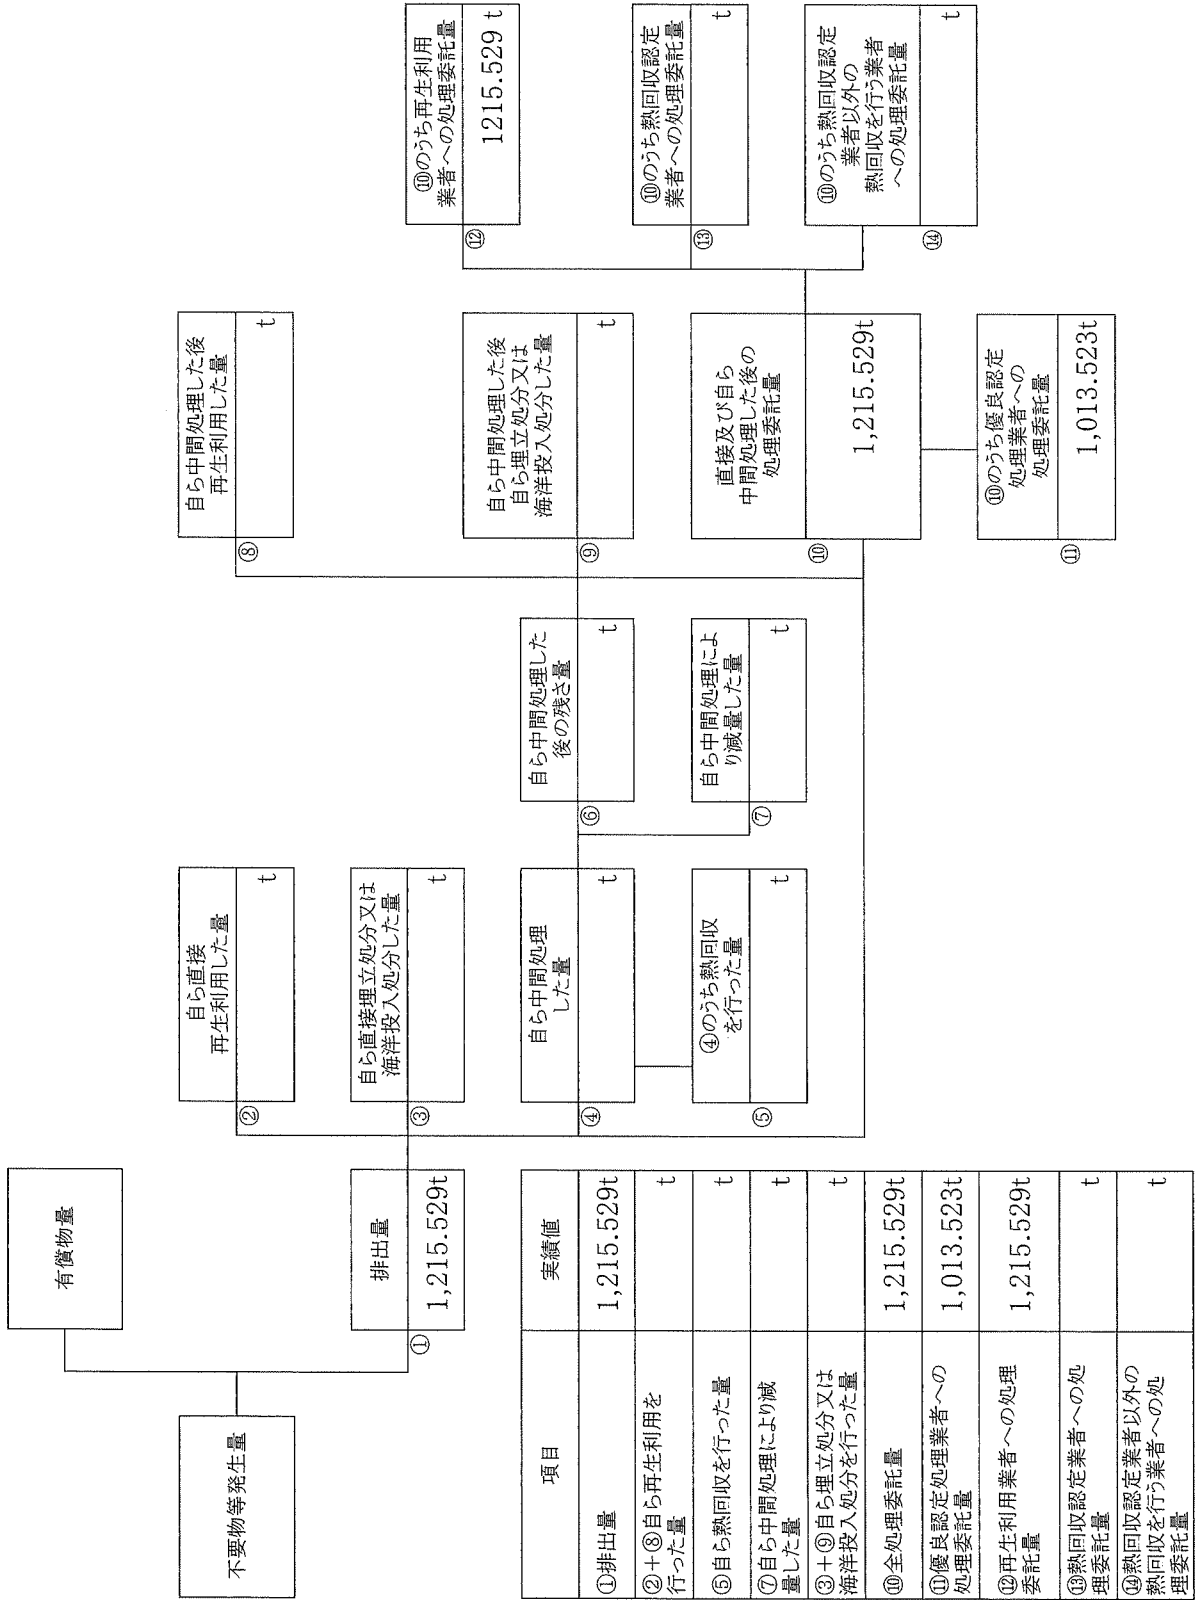 不要物等発生量
有償物量
①
排出量
1,215.529t
②
自ら直接
再生利用した量
t
③
自ら直接埋立処分又は
海洋投入処分した量
t
④
自ら中間処理
した量
t
⑤
④のうち熱回収
を行った量
t
⑥
自ら中間処理した
後の残さ量
t
⑦
自ら中間処理によ
り減量した量
t
⑧
自ら中間処理した後
再生利用した量
t
⑨
自ら中間処理した後
自ら埋立処分又は
海洋投入処分した量
t
⑩
直接及び自ら
中間処理した後の
処理委託量
1,215.529t
⑪
⑩のうち優良認定
処理業者への
処理委託量
1,013.523t
⑫
⑩のうち再生利用
業者への処理委託量
1215.529 t
⑬
⑩のうち熱回収認定
業者への処理委託量
t
⑭
⑩のうち熱回収認定
業者以外の
熱回収を行う業者
への処理委託量
t
項目 実績値
①排出量 1,215.529t
②+⑧自ら再生利用を
行った量 t
⑤自ら熱回収を行った量 t
⑦自ら中間処理により減
量した量 t
③+⑨自ら埋立処分又は
海洋投入処分を行った量 t
⑩全処理委託量 1,215.529t
⑪優良認定処理業者への
処理委託量 1,013.523t
⑫再生利用業者への処理
委託量 1,215.529t
⑬熱回収認定業者への処
理委託量 t
⑭熱回収認定業者以外の
熱回収を行う業者への処
理委託量 t